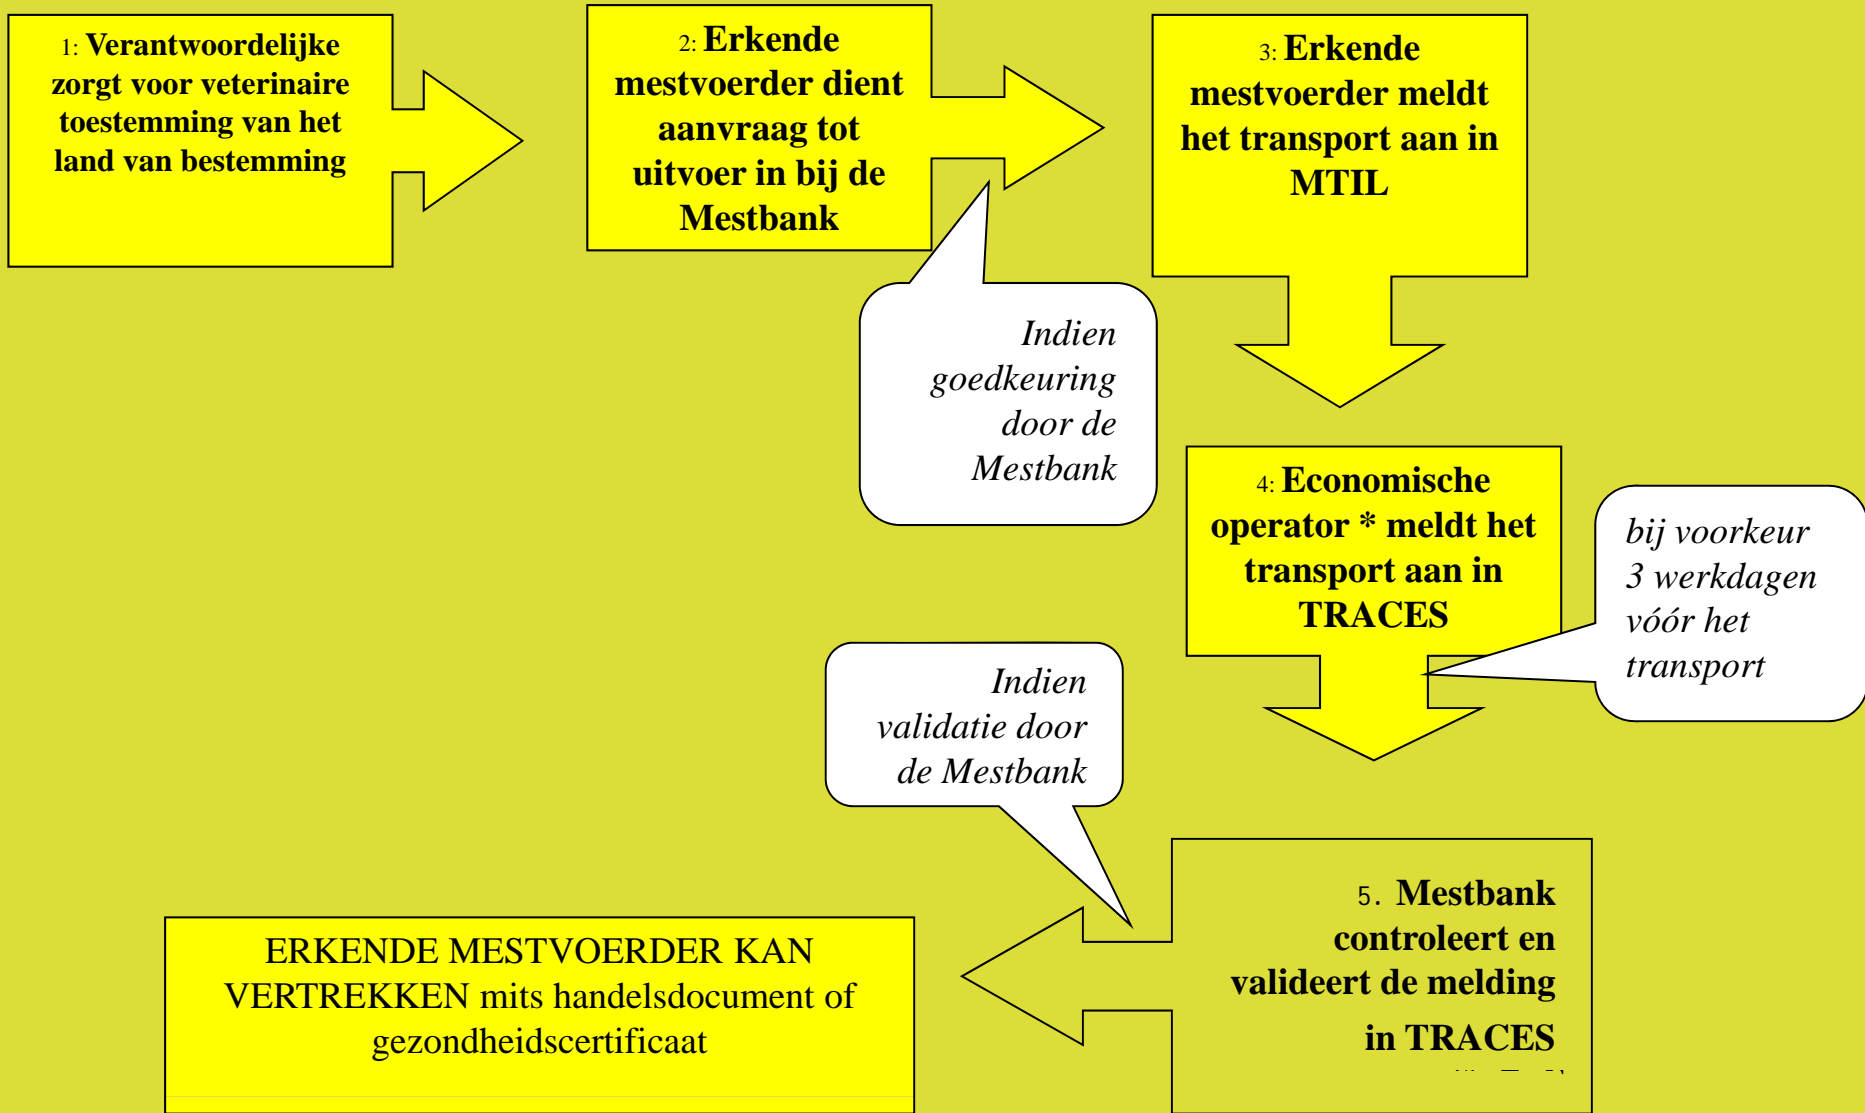 1: Verantwoordelijke
zorgt voor veterinaire
toestemming van het
land van bestemming
2: Erkende
mestvoerder dient
aanvraag tot
uitvoer in bij de
Mestbank
3: Erkende
mestvoerder meldt
het transport aan in
MTIL
Indien
goedkeuring
door de
Mestbank
4: Economische
operator * meldt het
transport aan in
TRACES
bij voorkeur
3 werkdagen
vóór het
transport
Indien
validatie door
de Mestbank
5. Mestbank
controleert en
valideert de melding
in TRACES
ERKENDE MESTVOERDER KAN
VERTREKKEN mits handelsdocument of
gezondheidscertificaat